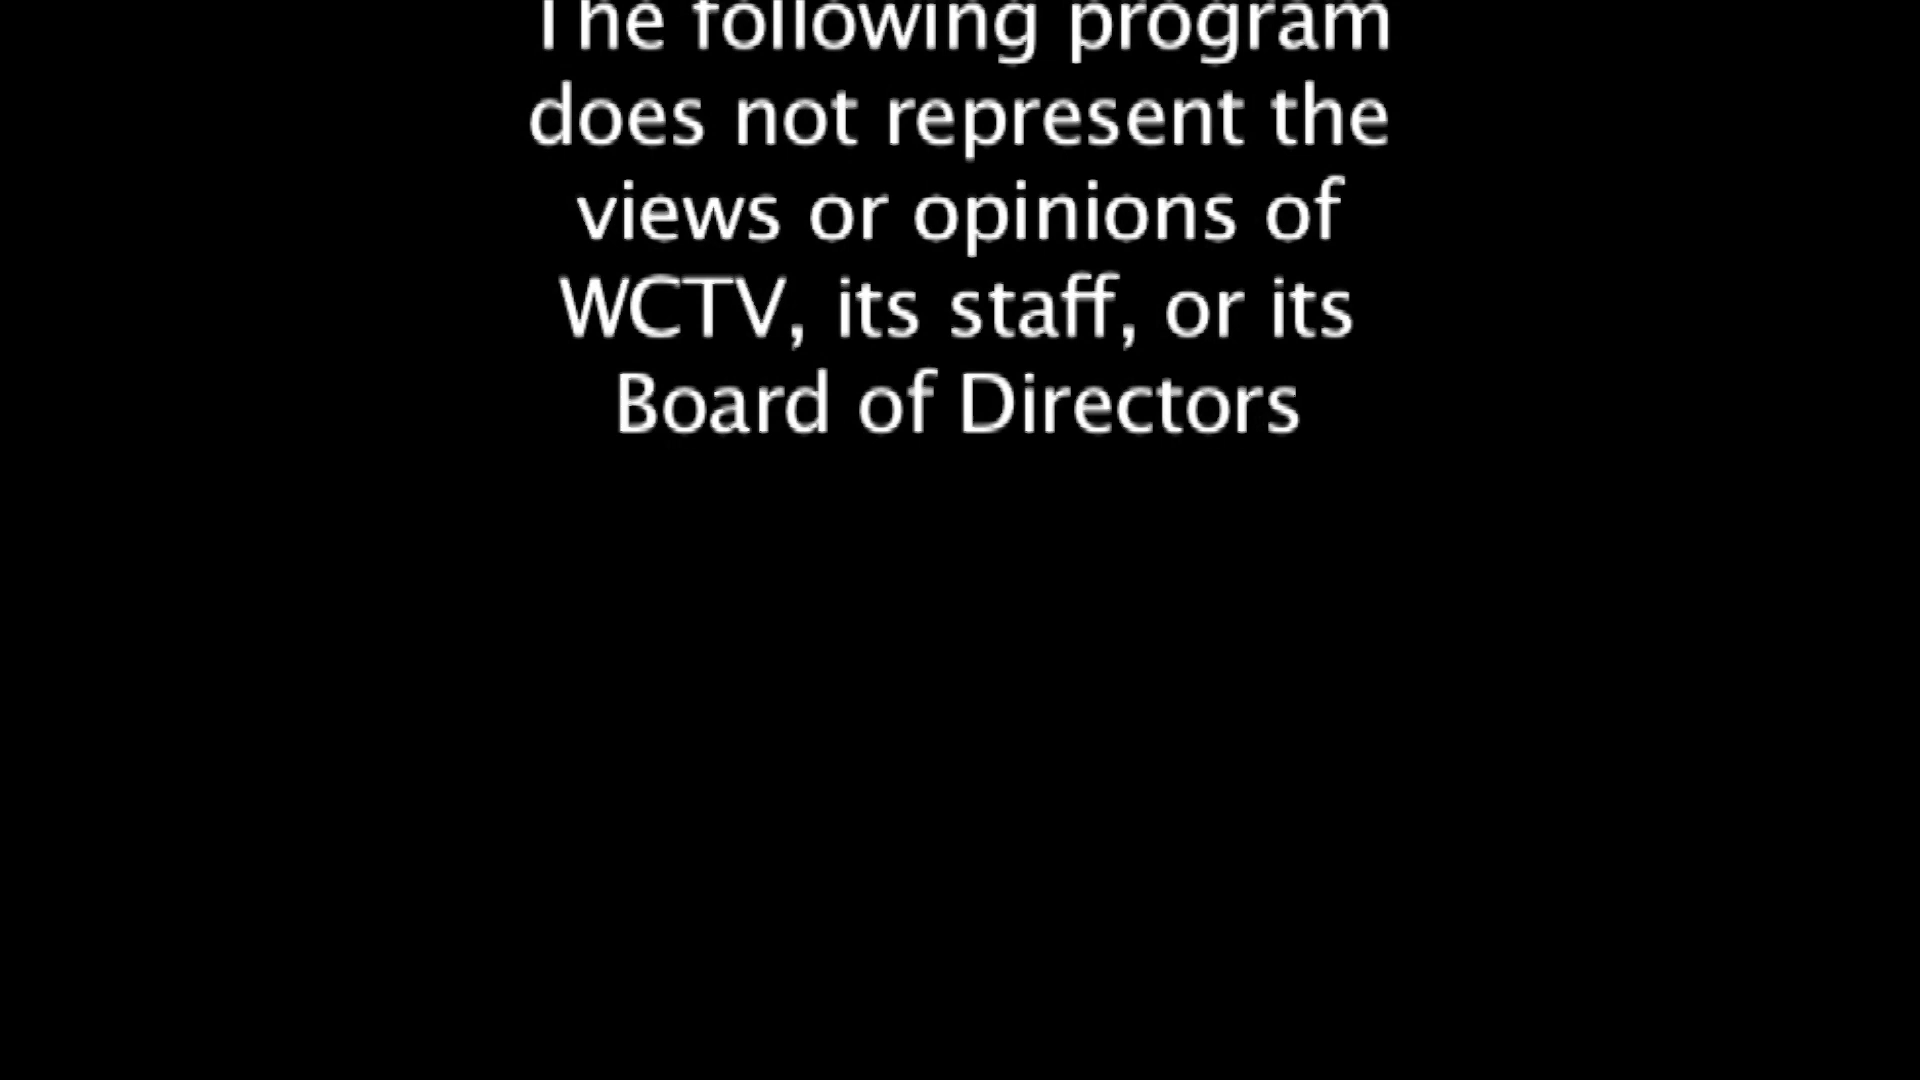 The following program
does not represent the
views or opinions of
WCTV, its staff, or its
Board of Directors